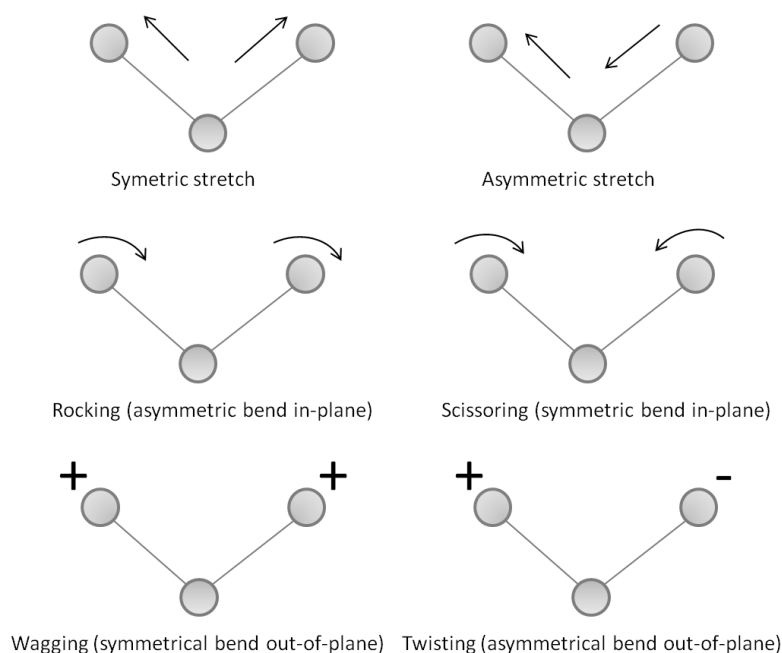 Symetric stretch
Asymmetric stretch
Rocking (asymmetric bend in-plane)
Scissoring (symmetric bend in-plane)
+ +
+ -
Wagging (symmetrical bend out-of-plane)
Twisting (asymmetrical bend out-of-plane)